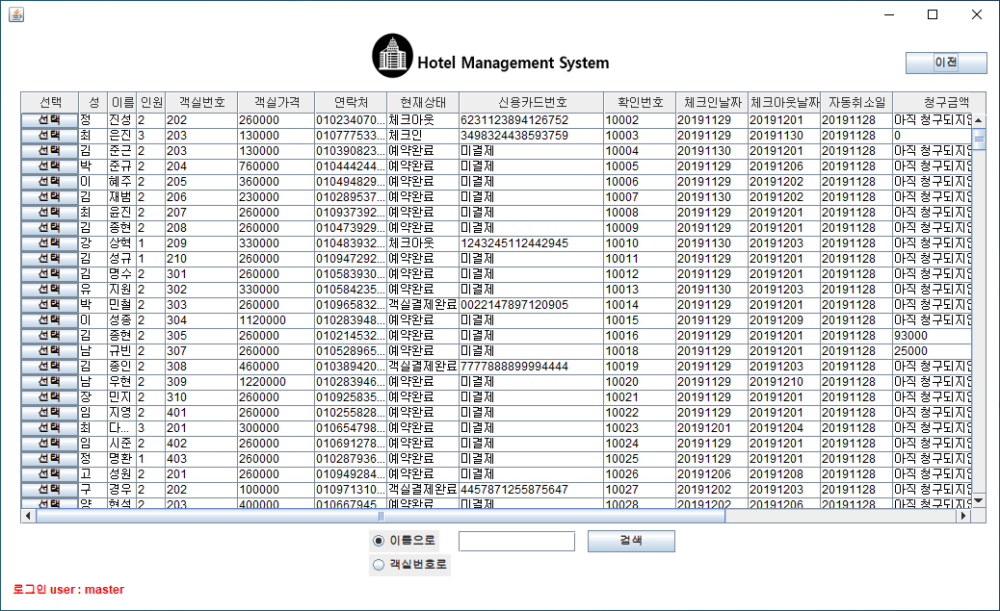 Hotel Management System
이전
선택 성 이름 인원 객실번호 객실가격 연락처 현재상태 신용카드번호 확인번호 체크인날짜 체크아웃날짜 자동취소일 청구금액
선택 정 진성 2 202 260000 010234070... 체크아웃 6231123894126752 10002 20191129 20191201 20191128 아직 청구되지
선택 최 은진 3 203 130000 010777533... 체크인 3498324438593759 10003 20191129 20191130 20191128 0
선택 김 준근 2 203 130000 010390823... 예약완료 미결제 10004 20191130 20191201 20191128 아직 청구되지
선택 박 준규 2 204 760000 010444244... 예약완료 미결제 10005 20191129 20191206 20191128 아직 청구되지
선택 이 혜주 2 205 360000 010494829... 예약완료 미결제 10006 20191129 20191202 20191128 아직 청구되지
선택 김 재범 2 206 230000 010289537... 예약완료 미결제 10007 20191130 20191202 20191128 아직 청구되지
선택 최 윤진 2 207 260000 010937392... 예약완료 미결제 10008 20191129 20191201 20191128 아직 청구되지
선택 김 종현 2 208 260000 010473929... 예약완료 미결제 10009 20191129 20191201 20191128 아직 청구되지
선택 강 상혁 1 209 330000 010483932... 체크아웃 1243245112442945 10010 20191130 20191203 20191128 아직 청구되지
선택 김 성규 1 210 260000 010947292... 예약완료 미결제 10011 20191129 20191201 20191128 아직 청구되지
선택 김 명수 2 301 260000 010583930... 예약완료 미결제 10012 20191129 20191201 20191128 아직 청구되지
선택 유 지원 2 302 330000 010584235... 예약완료 미결제 10013 20191130 20191203 20191128 아직 청구되지
선택 박 민철 2 303 260000 010965832... 객실결제완료 0022147897120905 10014 20191129 20191201 20191128 아직 청구되지
선택 이 성종 2 304 1120000 010283948... 예약완료 미결제 10015 20191129 20191209 20191128 아직 청구되지
선택 김 종현 2 305 260000 010214532... 예약완료 미결제 10016 20191129 20191201 20191128 93000
선택 남 규빈 2 307 260000 010528965... 예약완료 미결제 10018 20191129 20191201 20191128 25000
선택 김 종인 2 308 460000 010389420... 객실결제완료 7777888899994444 10019 20191129 20191203 20191128 아직 청구되지
선택 남 우현 2 309 1220000 010283946... 예약완료 미결제 10020 20191129 20191210 20191128 아직 청구되지
선택 장 민지 2 310 260000 010925835... 예약완료 미결제 10021 20191129 20191201 20191128 아직 청구되지
선택 임 지영 2 401 260000 010255828... 예약완료 미결제 10022 20191129 20191201 20191128 아직 청구되지
선택 최 다... 3 201 300000 010654798... 예약완료 미결제 10023 20191201 20191204 20191128 아직 청구되지
선택 임 시준 2 402 260000 010691278... 예약완료 미결제 10024 20191129 20191201 20191128 아직 청구되지
선택 정 명환 1 403 260000 010287936... 예약완료 미결제 10025 20191129 20191201 20191128 아직 청구되지
선택 고 성원 2 201 260000 010949284... 예약완료 미결제 10026 20191206 20191208 20191128 아직 청구되지
선택 구 경우 2 202 100000 010971310... 객실결제완료 4457871255875647 10027 20191202 20191203 20191128 아직 청구되지
선택 양 현석 2 203 400000 010667945... 예약완료 미결제 10028 20191202 20191206 20191128 아직 청구되지
이름으로 검색
객실번호로
로그인 user : master